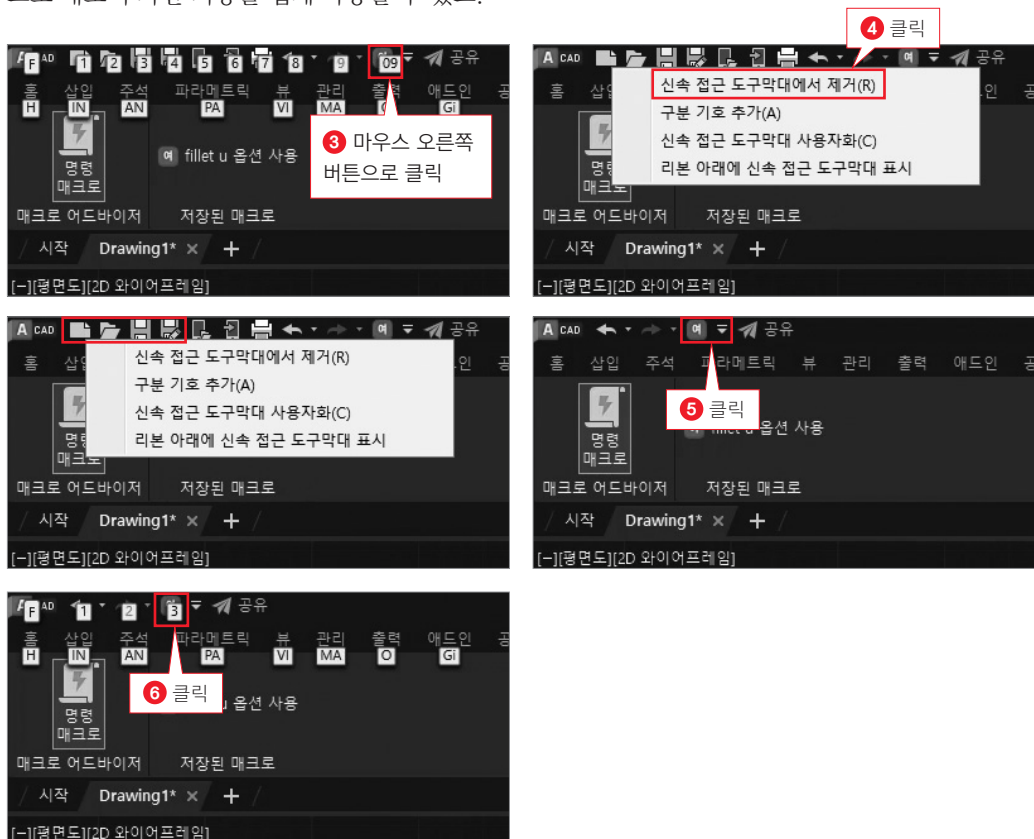 F AD 1 2 3 4 5 6 7 8 9 09 공유
홈 삽입 주석 파라메트릭 뷰 관리 출력 애드인
H IN AN PA VI MA Gi
명령
매크로
여 fillet u 옵션 사용
3 마우스 오른쪽
버튼으로 클릭
매크로 어드바이저 저장된 매크로
시작 Drawing1* × +
[-][평면도][2D 와이어프레임]
4 클릭
A CAD 여 공유
홈
신속 접근 도구막대에서 제거(R)
구분 기호 추가(A)
신속 접근 도구막대 사용자화(C)
리본 아래에 신속 접근 도구막대 표시
매크로 어드바이저 저장된 매크로
시작 Drawing1* × +
[-][평면도][2D 와이어프레임]
A CAD 여 공유
홈
신속 접근 도구막대에서 제거(R)
구분 기호 추가(A)
신속 접근 도구막대 사용자화(C)
리본 아래에 신속 접근 도구막대 표시
매크로 어드바이저 저장된 매크로
시작 Drawing1* × +
[-][평면도][2D 와이어프레임]
A CAD 여 공유
홈 삽입 주석 파라메트릭 뷰 관리 출력 애드인
5 클릭
명령
매크로
옵션 사용
매크로 어드바이저 저장된 매크로
시작 Drawing1* × +
[-][평면도][2D 와이어프레임]
F AD 1 2 3 공유
홈 삽입 주석 파라메트릭 뷰 관리 출력 애드인
H IN AN PA VI MA O Gi
6 클릭
명령
매크로
u 옵션 사용
매크로 어드바이저 저장된 매크로
시작 Drawing1* × +
[-][평면도][2D 와이어프레임]